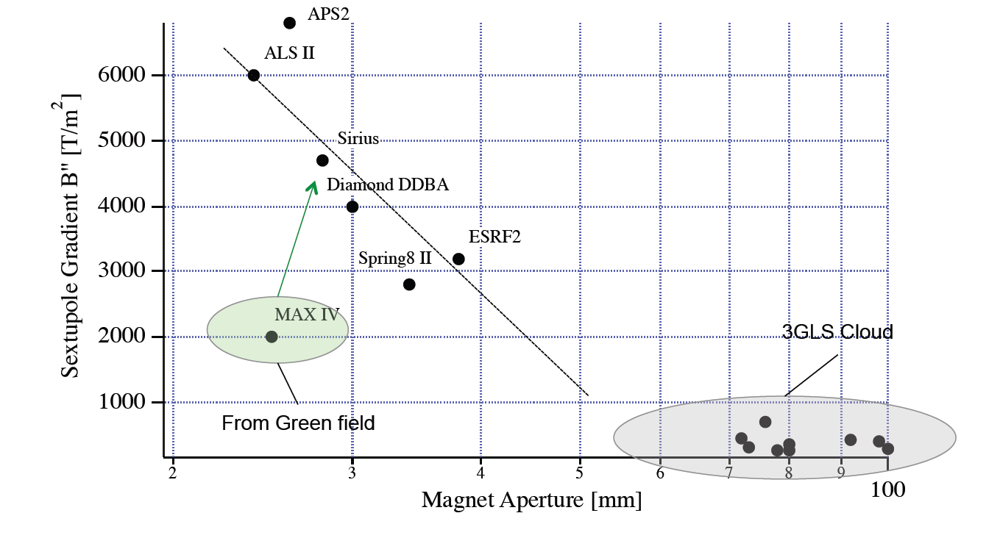 APS2
ALS II
6000
5000
Sirius
Diamond DDBA
4000
ESRF2
Spring8 II
3000
MAX IV
3GLS Cloud
2000
1000
From Green field
Sextupole Gradient B" [T/m2]
2 3 4 5 6 7 8 9
100
Magnet Aperture [mm]